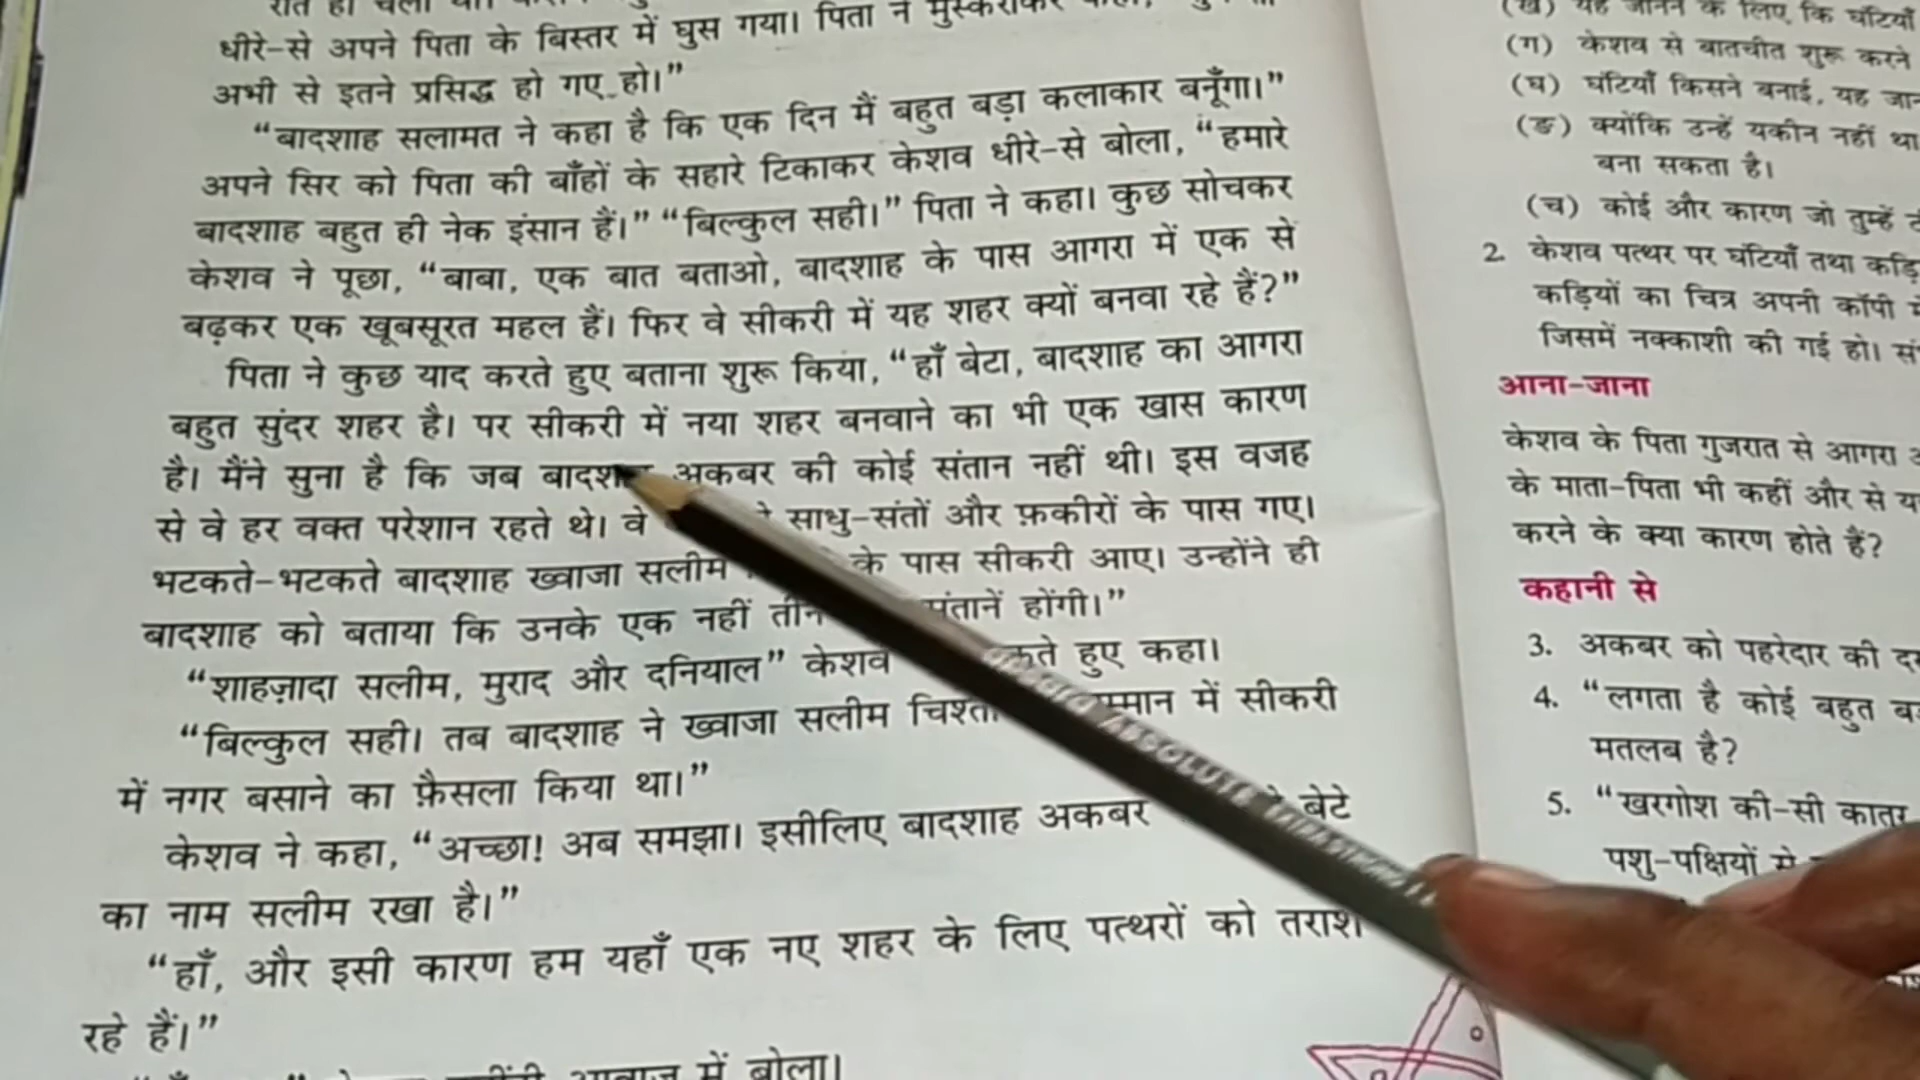 धीरे-से अपने पिता के बिस्तर में घुस गया। पिता ने मुस्कराकर
अभी से इतने प्रसिद्ध हो गए हो।”
“बादशाह सलामत ने कहा है कि एक दिन मैं बहुत बड़ा कलाकार बनूँगा।”
अपने सिर को पिता की बाँहों के सहारे टिकाकर केशव धीरे-से बोला, “हमारे
बादशाह बहुत ही नेक इंसान हैं।” “बिल्कुल सही।” पिता ने कहा। कुछ सोचकर
केशव ने पूछा, “बाबा, एक बात बताओ, बादशाह के पास आगरा में एक से
बढ़कर एक खूबसूरत महल हैं। फिर वे सीकरी में यह शहर क्यों बनवा रहे हैं?”
पिता ने कुछ याद करते हुए बताना शुरू किया, “हाँ बेटा, बादशाह का आगरा
बहुत सुंदर शहर है। पर सीकरी में नया शहर बनवाने का भी एक खास कारण
है। मैंने सुना है कि जब बादशाह अकबर की कोई संतान नहीं थी। इस वजह
से वे हर वक्त परेशान रहते थे। वे साधु-संतों और फ़कीरों के पास गए।
भटकते-भटकते बादशाह ख्वाजा सलीम के पास सीकरी आए। उन्होंने ही
बादशाह को बताया कि उनके एक नहीं तीन संतानें होंगी।”
“शाहज़ादा सलीम, मुराद और दनियाल” केशव हुए कहा।
“बिल्कुल सही। तब बादशाह ने ख्वाजा सलीम चिश्ती सम्मान में सीकरी
में नगर बसाने का फ़ैसला किया था।”
केशव ने कहा, “अच्छा! अब समझा। इसीलिए बादशाह अकबर बेटे
का नाम सलीम रखा है।”
“हाँ, और इसी कारण हम यहाँ एक नए शहर के लिए पत्थरों को तराश
रहे हैं।”
में बोला।
(ख) यह जानने के लिए कि घंटियाँ
(ग) केशव से बातचीत शुरू करने
(घ) घंटियाँ किसने बनाई, यह
(ङ) क्योंकि उन्हें यकीन नहीं था
बना सकता है।
(च) कोई और कारण जो तुम्हें
2. केशव पत्थर पर घंटियाँ तथा
कड़ियों का चित्र अपनी कॉपी
जिसमें नक्काशी की गई हो।
आना-जाना
केशव के पिता गुजरात से आगरा
के माता-पिता भी कहीं और से
करने के क्या कारण होते हैं?
कहानी से
3. अकबर को पहरेदार की
4. “लगता है कोई बहुत
मतलब है?
5. “खरगोश की-सी कातर
पशु-पक्षियों से
ABSOLUTE